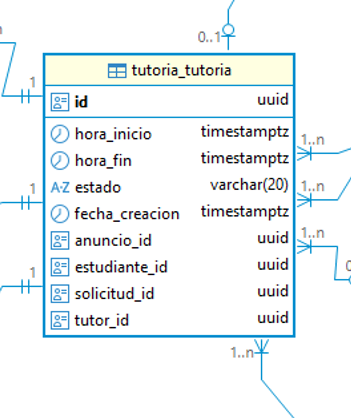 0..1
tutoria_tutoria
1
id uuid
hora_inicio timestamptz
1..n
hora_fin timestamptz
A-Z estado varchar(20)
1
1..n
fecha_creacion timestamptz
anuncio_id uuid
1..n
estudiante_id uuid
1
solicitud_id uuid
tutor_id uuid
1..n